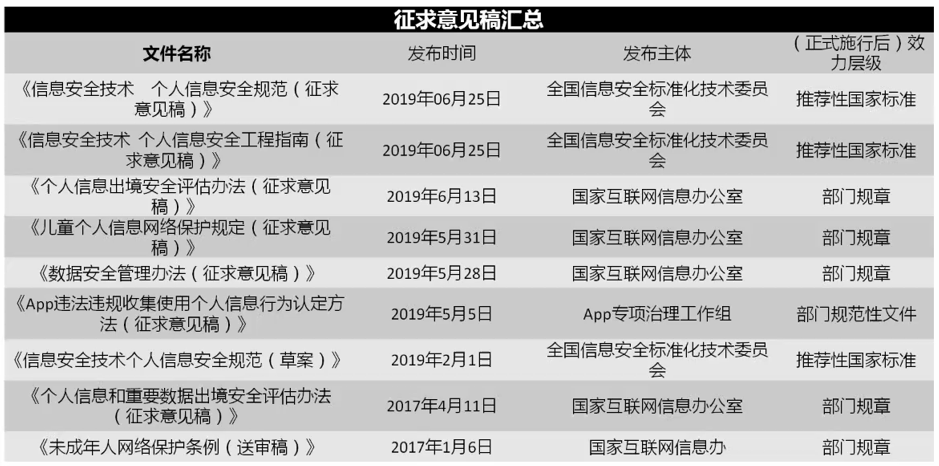 征求意见稿汇总
文件名称 发布时间 发布主体 （正式施行后）效
力层级
《信息安全技术 个人信息安全规范（征求
意见稿）》 2019年06月25日 全国信息安全标准化技术委员
会 推荐性国家标准
《信息安全技术 个人信息安全工程指南（征
求意见稿）》 2019年06月25日 全国信息安全标准化技术委员
会 推荐性国家标准
《个人信息出境安全评估办法（征求意见
稿）》 2019年6月13日 国家互联网信息办公室 部门规章
《儿童个人信息网络保护规定（征求意见
稿）》 2019年5月31日 国家互联网信息办公室 部门规章
《数据安全管理办法（征求意见稿）》 2019年5月28日 国家互联网信息办公室 部门规章
《App违法违规收集使用个人信息行为认定方
法（征求意见稿）》 2019年5月5日 App专项治理工作组 部门规范性文件
《信息安全技术个人信息安全规范（草案）》 2019年2月1日 全国信息安全标准化技术委员
会 推荐性国家标准
《个人信息和重要数据出境安全评估办法
（征求意见稿）》 2017年4月11日 国家互联网信息办公室 部门规章
《未成年人网络保护条例（送审稿）》 2017年1月6日 国家互联网信息办 部门规章